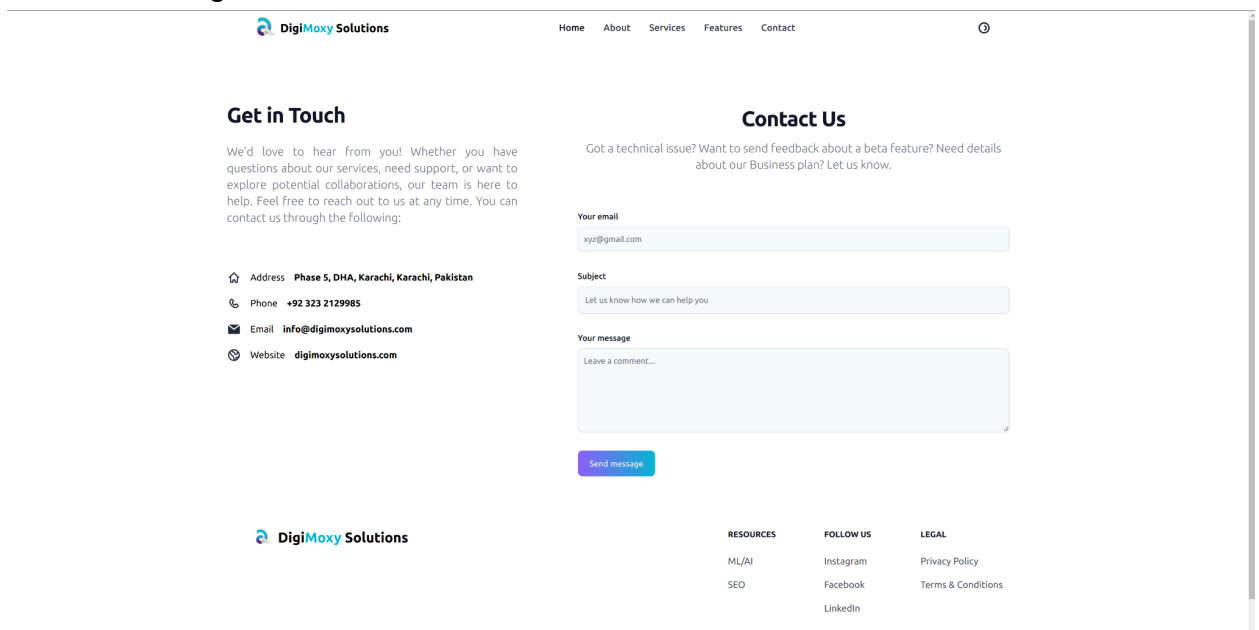 DigiMoxy Solutions
Home About Services Features Contact
Get in Touch
We'd love to hear from you! Whether you have
questions about our services, need support, or want to
explore potential collaborations, our team is here to
help. Feel free to reach out to us at any time. You can
contact us through the following:
Address Phase 5, DHA, Karachi, Karachi, Pakistan
Phone +92 323 2129985
Email info@digimoxysolutions.com
Website digimoxysolutions.com
Contact Us
Got a technical issue? Want to send feedback about a beta feature? Need details
about our Business plan? Let us know.
Your email
xyz@gmail.com
Subject
Let us know how we can help you
Your message
Leave a comment...
Send message
DigiMoxy Solutions
RESOURCES
ML/AI
SEO
FOLLOW US
Instagram
Facebook
LinkedIn
LEGAL
Privacy Policy
Terms & Conditions